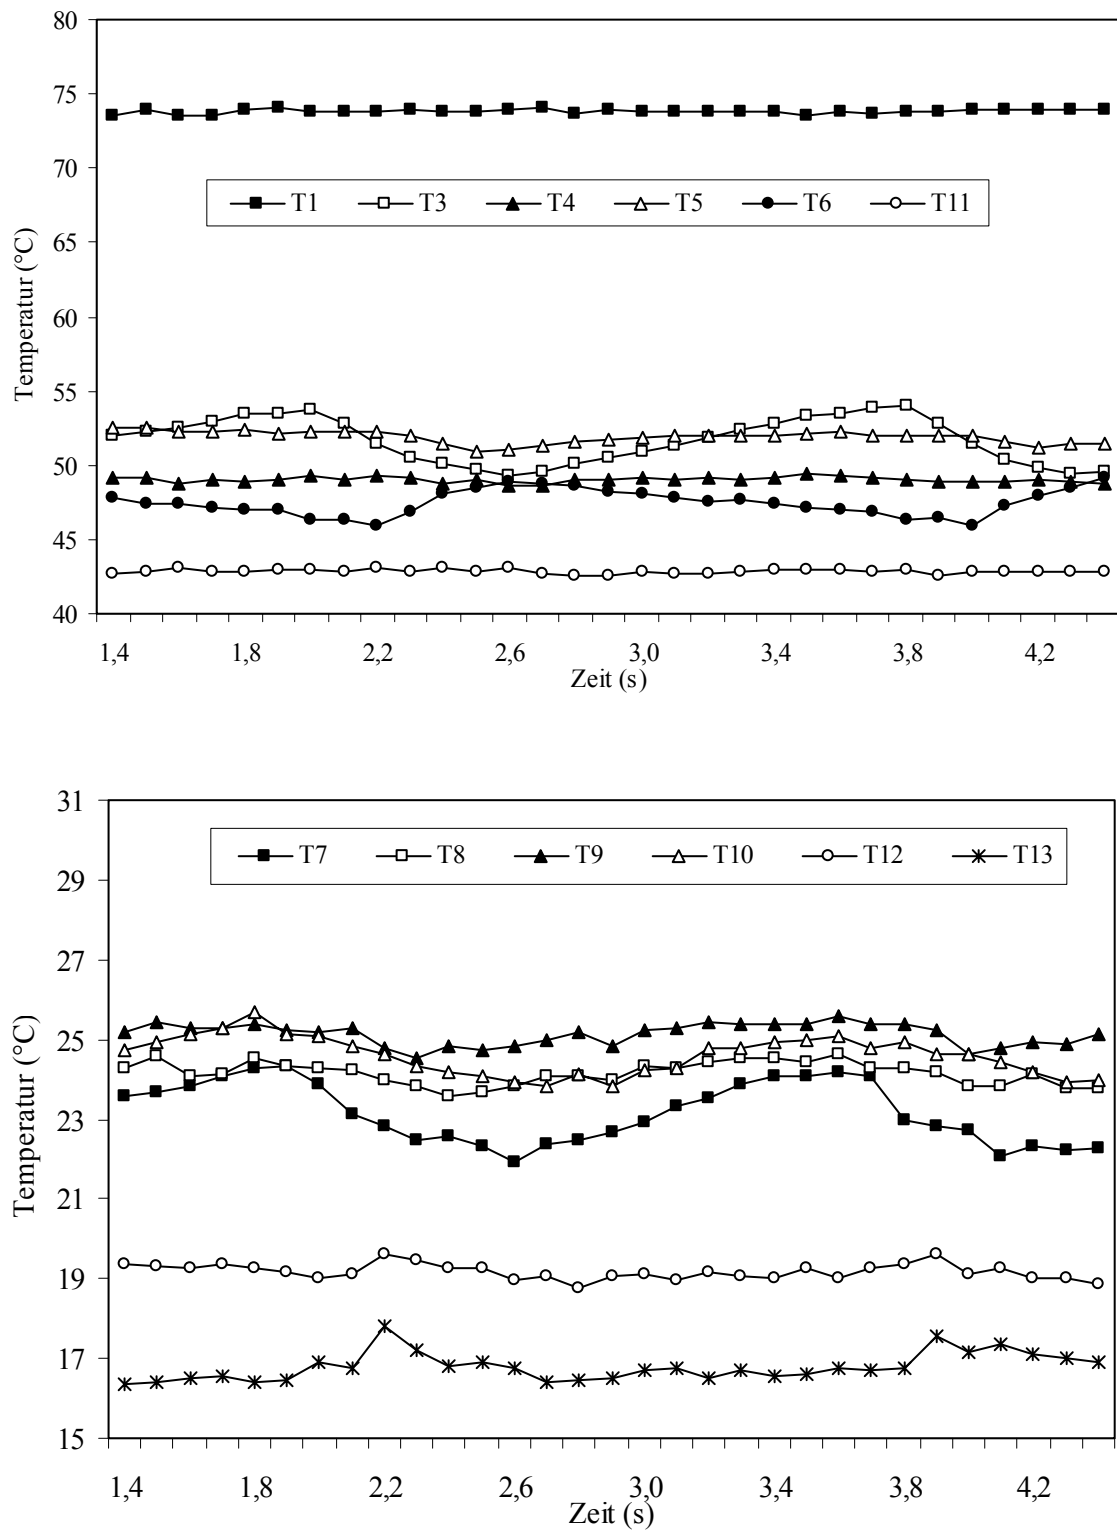 80
75
70
T1 T3 T4 T5 T6 T11
65
60
55
50
45
40
Temperatur (°C)
1,4 1,8 2,2 2,6 3,0 3,4 3,8 4,2
Zeit (s)
31
T7 T8 T9 T10 T12 T13
29
27
25
23
21
19
17
15
Temperatur (°C)
1,4 1,8 2,2 2,6 3,0 3,4 3,8 4,2
Zeit (s)